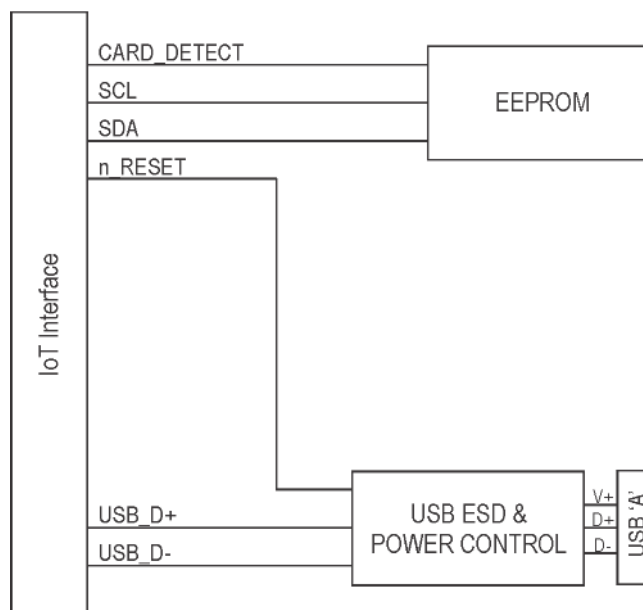 CARD_DETECT
SCL
EEPROM
SDA
n_RESET
IoT Interface
USB_D+
USB_D-
USB ESD &
POWER CONTROL
V+
D+
D-
USB 'A'